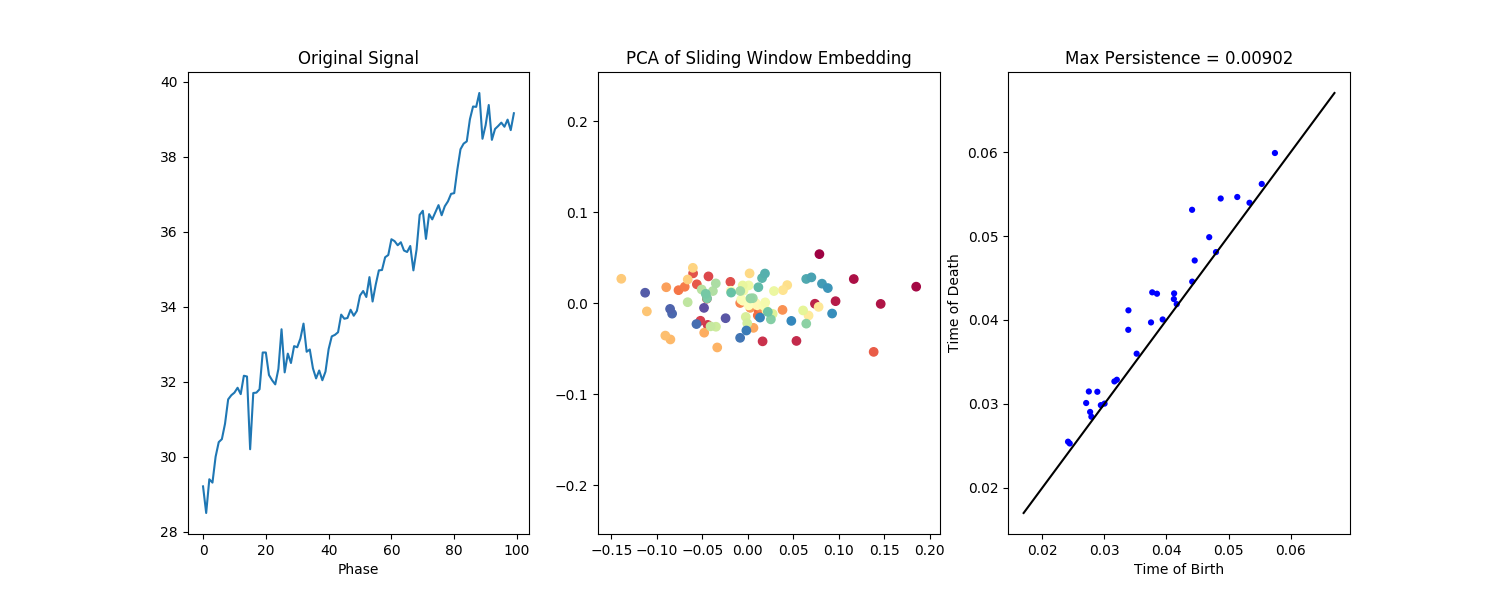 Original Signal
40
38
36
34
32
30
28
0 20 40 60 80 100
Phase
PCA of Sliding Window Embedding
0.2
0.1
0.0
−0.1
−0.2
−0.15 −0.10 −0.05 0.00 0.05 0.10 0.15 0.20
Max Persistence = 0.00902
Time of Death
0.06
0.05
0.04
0.03
0.02
0.02 0.03 0.04 0.05 0.06
Time of Birth